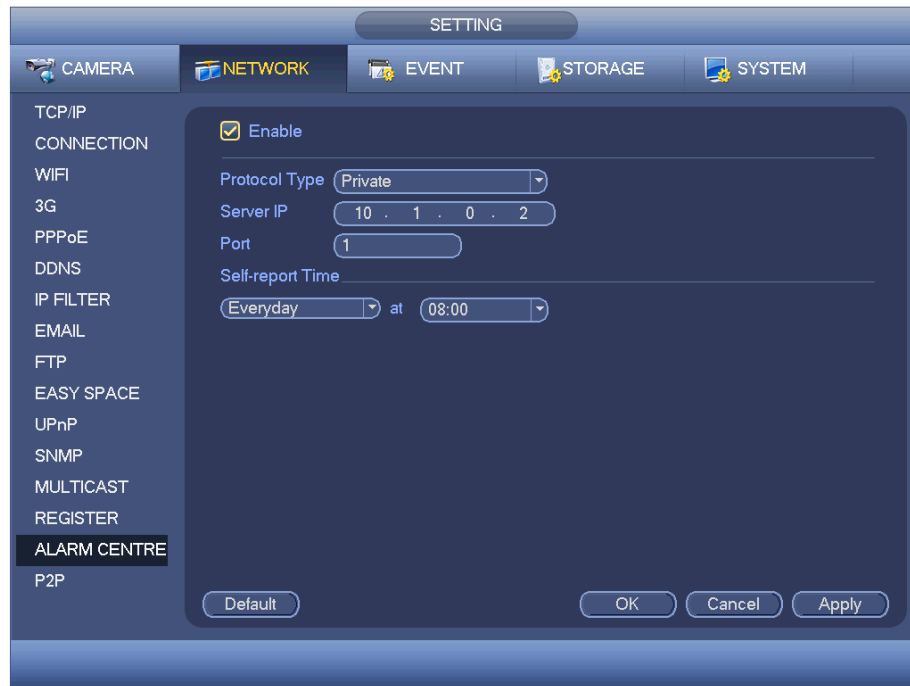 SETTING
CAMERA NETWORK EVENT STORAGE SYSTEM
TCP/IP
CONNECTION
WIFI
3G
PPPoE
DDNS
IP FILTER
EMAIL
FTP
EASY SPACE
UPnP
SNMP
MULTICAST
REGISTER
ALARM CENTRE
P2P
Enable
Protocol Type Private
Server IP 10 . 1 . 0 . 2
Port 1
Self-report Time
Everyday at 08:00
Default OK Cancel Apply